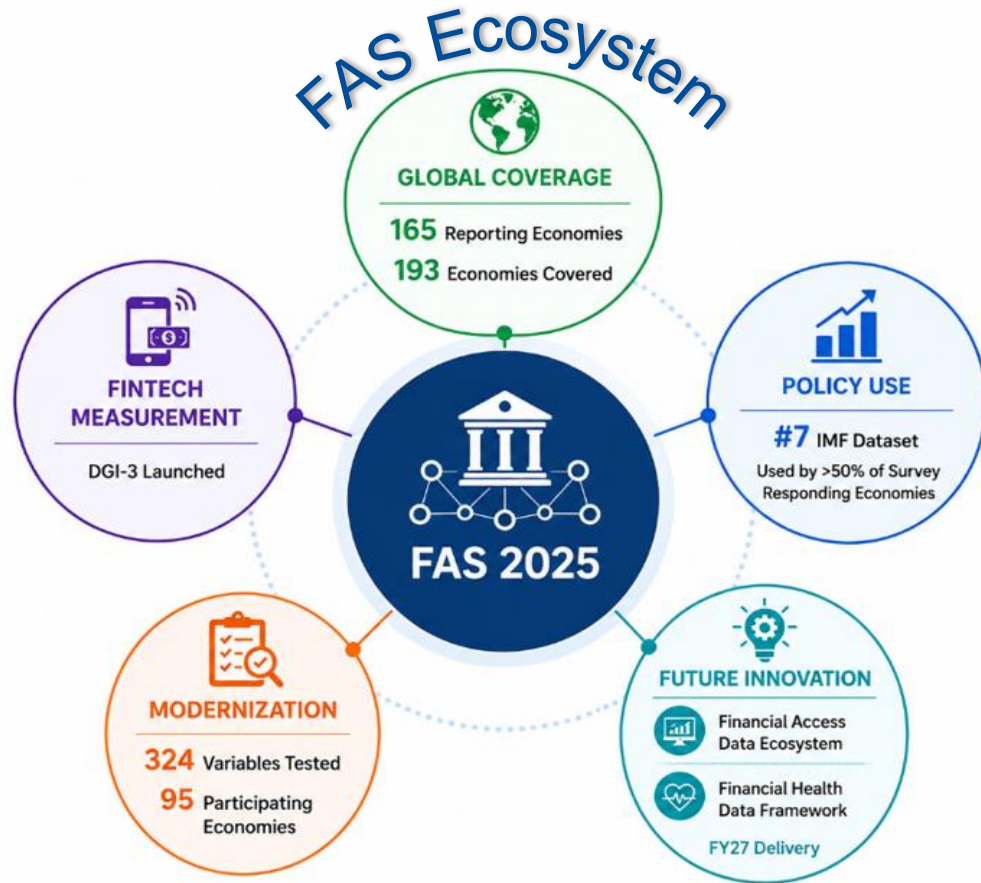 FAS Ecosystem
GLOBAL COVERAGE
165 Reporting Economies
193 Economies Covered
FINTECH
MEASUREMENT
DGI-3 Launched
POLICY USE
#7 IMF Dataset
Used by >50% of Survey
Responding Economies
FAS 2025
MODERNIZATION
324 Variables Tested
95 Participating
Economies
FUTURE INNOVATION
Financial Access
Data Ecosystem
Financial Health
Data Framework
FY27 Delivery